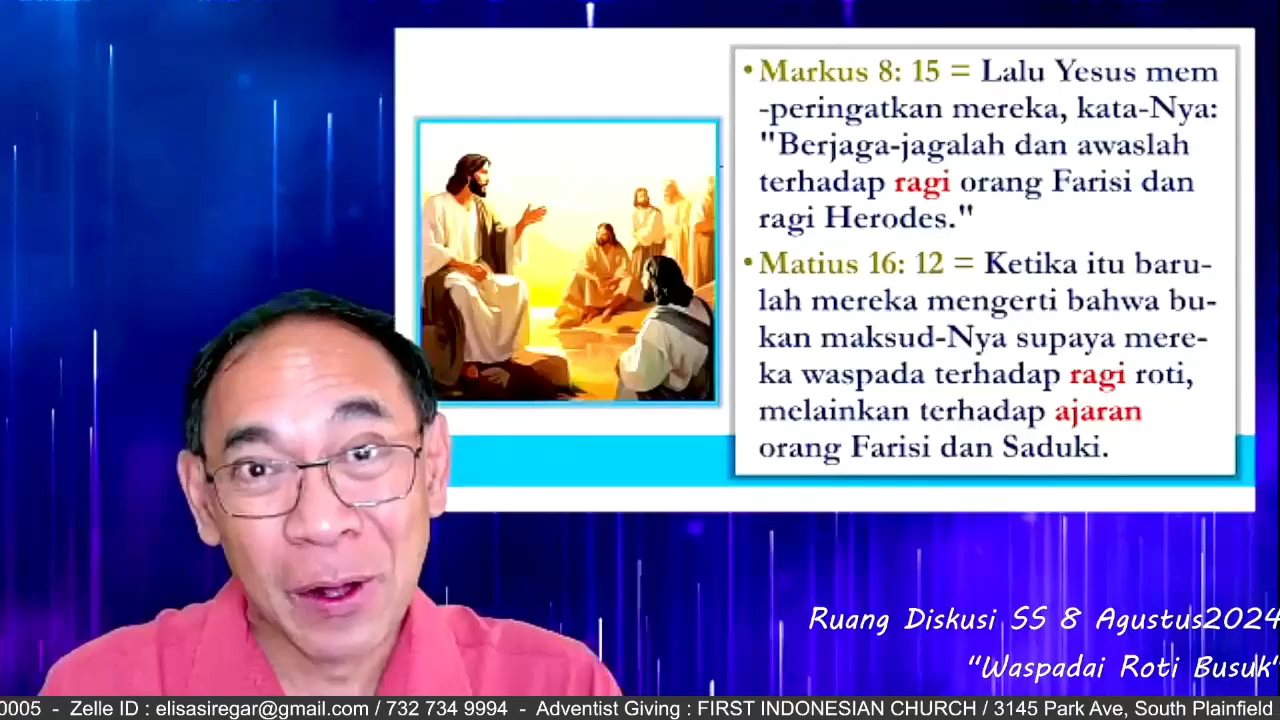 • Markus 8: 15 = Lalu Yesus mem
-peringatkan mereka, kata-Nya:
"Berjaga-jagalah dan awaslah
terhadap ragi orang Farisi dan
ragi Herodes."
• Matius 16: 12 = Ketika itu baru-
lah mereka mengerti bahwa bu-
kan maksud-Nya supaya mere-
ka waspada terhadap ragi roti,
melainkan terhadap ajaran
orang Farisi dan Saduki.
Ruang Diskusi SS 8 Agustus2024
"Waspadai Roti Busuk"
0005 - Zelle ID : elisasiregar@gmail.com / 732 734 9994 - Adventist Giving : FIRST INDONESIAN CHURCH / 3145 Park Ave, South Plainfield